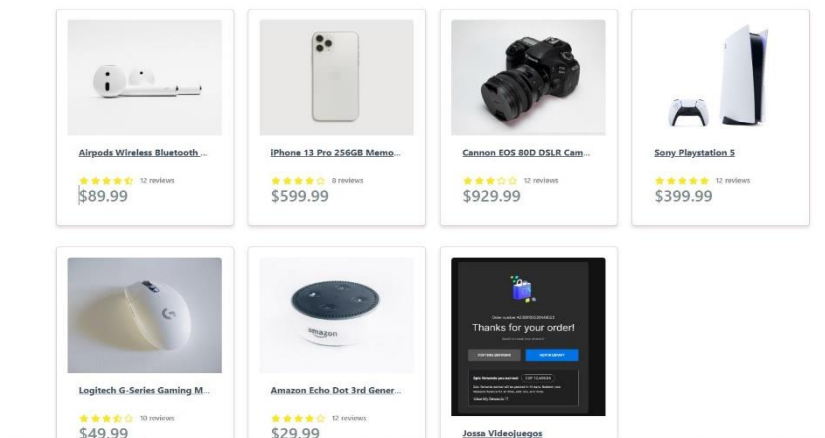 Airpods Wireless Bluetooth ...
12 reviews
$89.99
iPhone 13 Pro 256GB Memo...
8 reviews
$599.99
Cannon EOS 80D DSLR Cam...
12 reviews
$929.99
Sony Playstation 5
12 reviews
$399.99
Logitech G-Series Gaming M...
10 reviews
$49.99
amazon
Amazon Echo Dot 3rd Gener...
12 reviews
$29.99
Thanks for your order!
Jossa Videojuegos